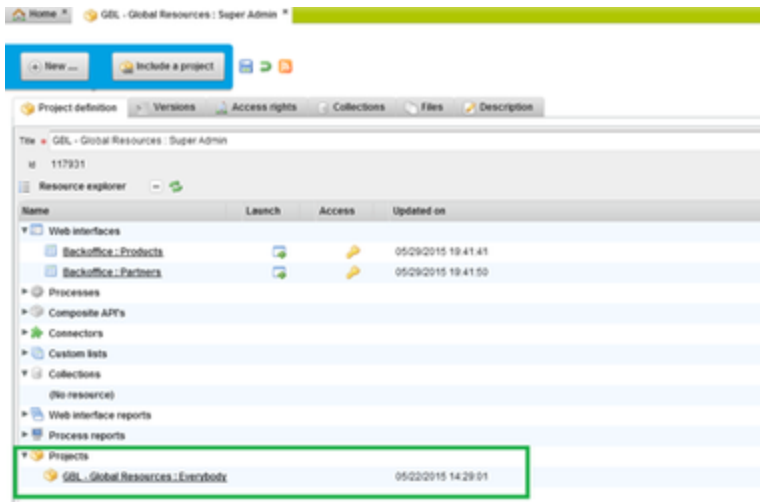 Home
GBL - Global Resources : Super Admin
New ... Include a project
Project definition Versions Access rights Collections Files Description
Title GBL - Global Resources : Super Admin
Id 117931
Resource explorer
Name Launch Access Updated on
Web interfaces
Backoffice : Products 05/29/2015 19:41:41
Backoffice : Partners 05/29/2015 19:41:50
Processes
Composite API's
Connectors
Custom lists
Collections
(No resource)
Web interface reports
Process reports
Projects
GBL - Global Resources : Everybody 05/22/2015 14:29:01